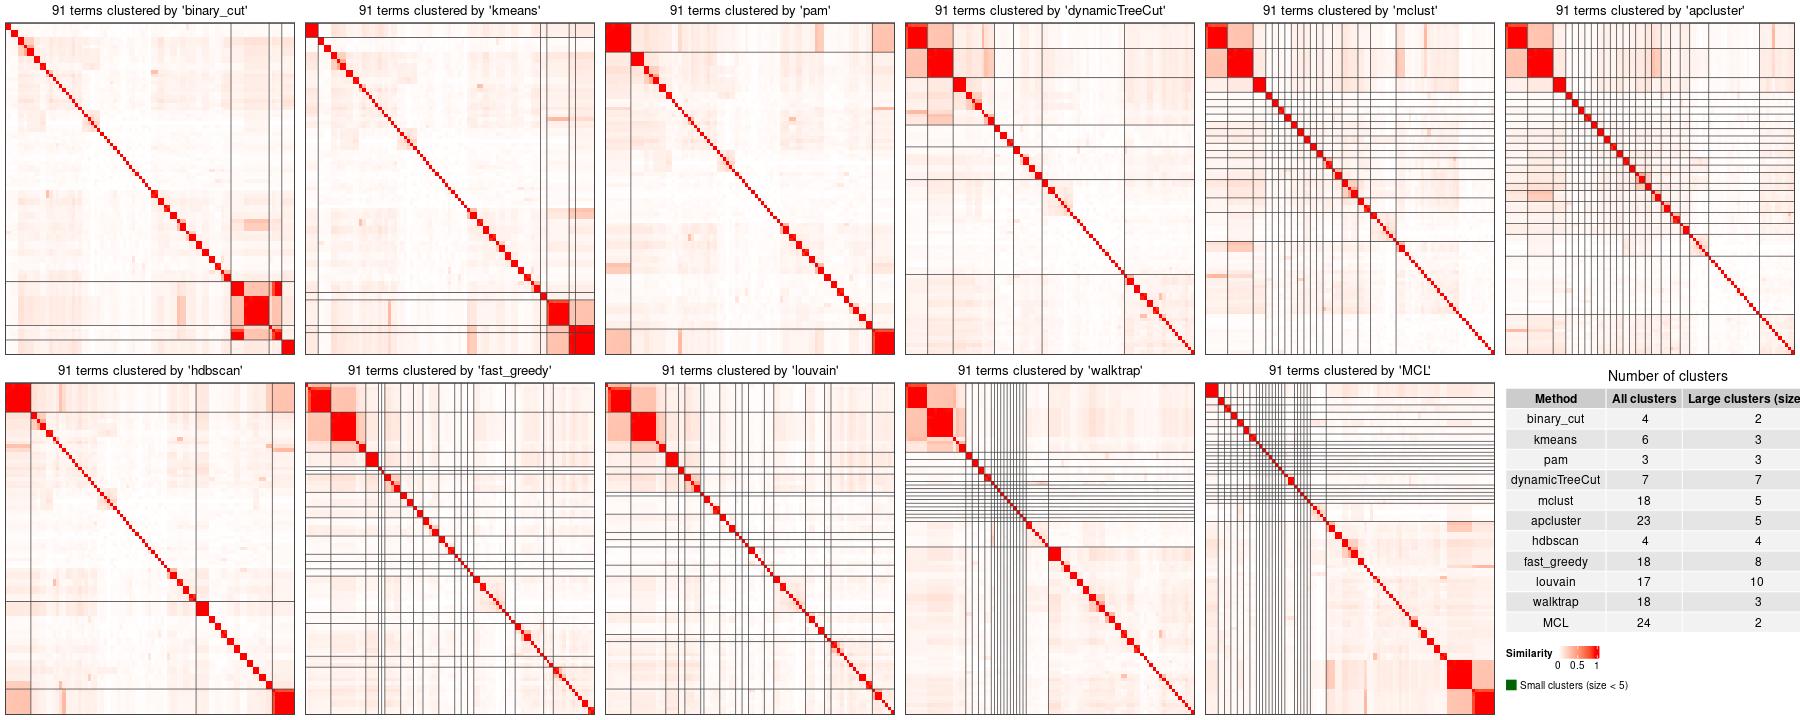 91 terms clustered by 'binary_cut'
91 terms clustered by 'kmeans'
91 terms clustered by 'pam'
91 terms clustered by 'dynamicTreeCut'
91 terms clustered by 'mclust'
91 terms clustered by 'apcluster'
91 terms clustered by 'hdbscan'
91 terms clustered by 'fast_greedy'
91 terms clustered by 'louvain'
91 terms clustered by 'walktrap'
91 terms clustered by 'MCL'
Number of clusters
Method All clusters Large clusters (size
binary_cut 4 2
kmeans 6 3
pam 3 3
dynamicTreeCut 7 7
mclust 18 5
apcluster 23 5
hdbscan 4 4
fast_greedy 18 8
louvain 17 10
walktrap 18 3
MCL 24 2
Similarity
0 0.5 1
Small clusters (size < 5)